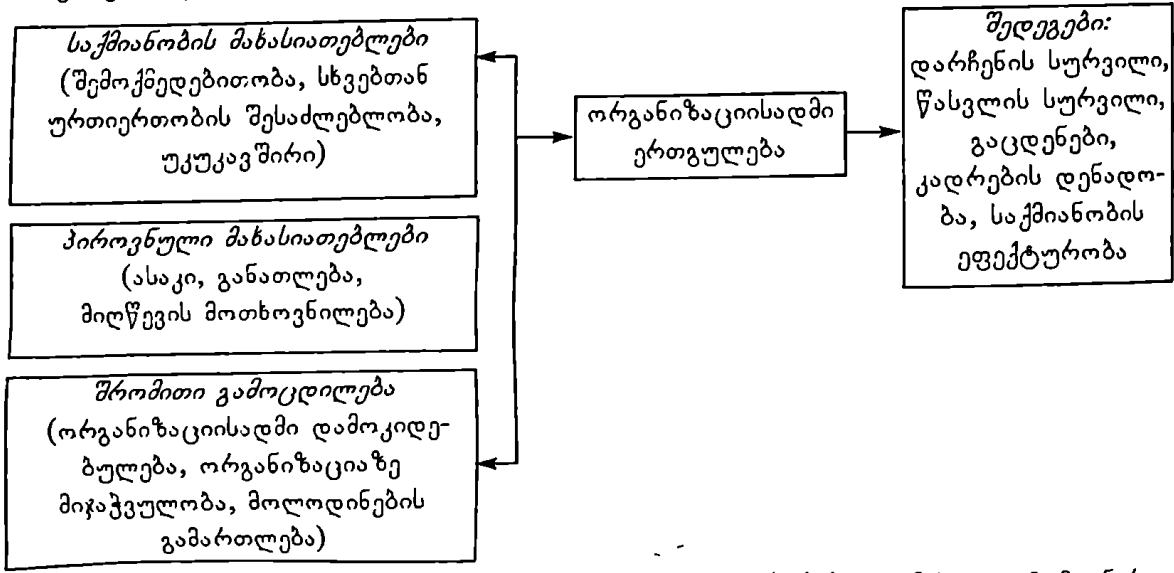 საქმიანობის მახასიათებლები
(შემოქმედებითობა, სხვებთან
ურთიერთობის შესაძლებლობა,
უკუკავშირი)
პიროვნული მახასიათებლები
(ასაკი, განათლება,
მიღწევის მოთხოვნილება)
შრომითი გამოცდილება
(ორგანიზაციისადმი დამოკიდე-
ბულება, ორგანიზაციაზე
მიჯაჭვულობა, მოლოდინების
გამართლება)
ორგანიზაციისადმი
ერთგულება
შედეგები:
დარჩენის სურვილი,
წასვლის სურვილი,
გაცდენები,
კადრების დენადო-
ბა, საქმიანობის
ეფექტურობა